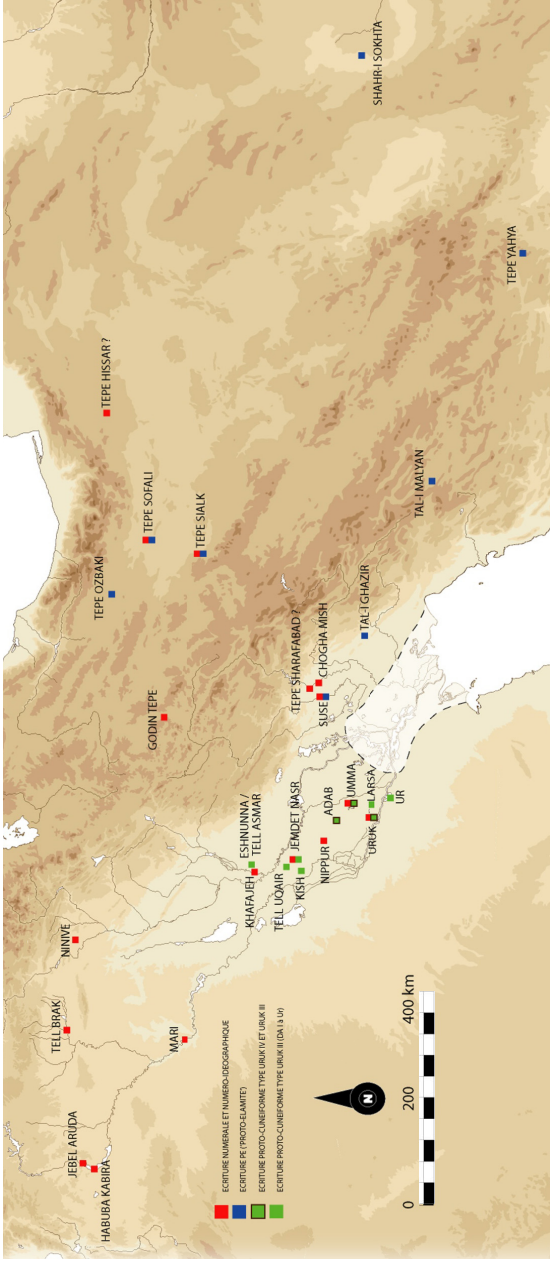 JEBEL ARUDA
HABUBA KABIRA
TELL BRAK
NINIVE
MARI
KHAFAJEH
ESHNUNNA /
TELL ASMAR
TELL UQAIR
JEMDET NASR
KISH
NIPPUR
ADAB
UMMA
URUK
LARSA
UR
GODIN TEPE
TEPE OZBAKI
TEPE SOFALI
TEPE SIALK
TEPE HISSAR ?
TEPE SHARAFABAD ?
SUSE
CHOGHA MISH
TAL-I GHAZIR
TAL-I MALYAN
TEPE YAHYA
SHAHR-I SOKHTA
ECRITURE NUMERALE ET NUMERO-IDEOGRAPHIQUE
ECRITURE PE ('PROTO-ELAMITE')
ECRITURE PROTO-CUNEIFORME TYPE URUK IV ET URUK III
ECRITURE PROTO-CUNEIFORME TYPE URUK III (DA I à Ur)
N
0 200 400 km